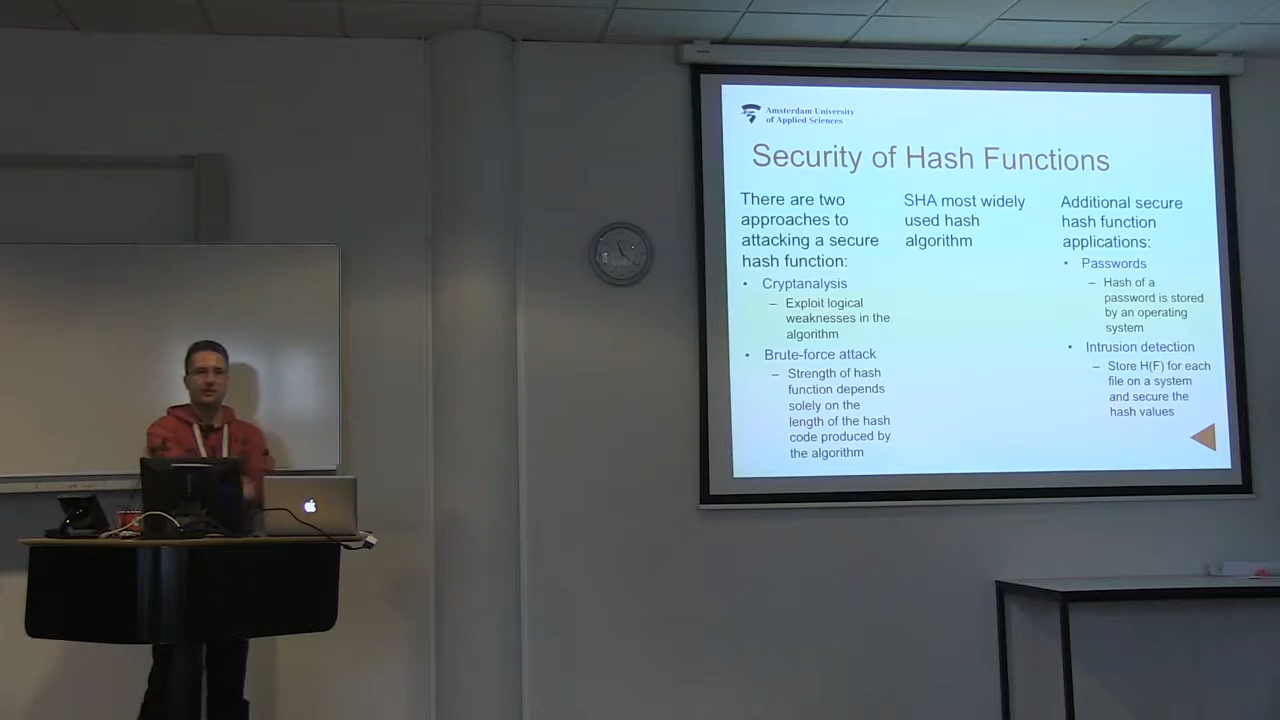 Amsterdam University
of Applied Sciences
Security of Hash Functions
There are two
approaches to
attacking a secure
hash function:
• Cryptanalysis
– Exploit logical
weaknesses in the
algorithm
• Brute-force attack
– Strength of hash
function depends
solely on the
length of the hash
code produced by
the algorithm
SHA most widely
used hash
algorithm
Additional secure
hash function
applications:
• Passwords
– Hash of a
password is stored
by an operating
system
• Intrusion detection
– Store H(F) for each
file on a system
and secure the
hash values